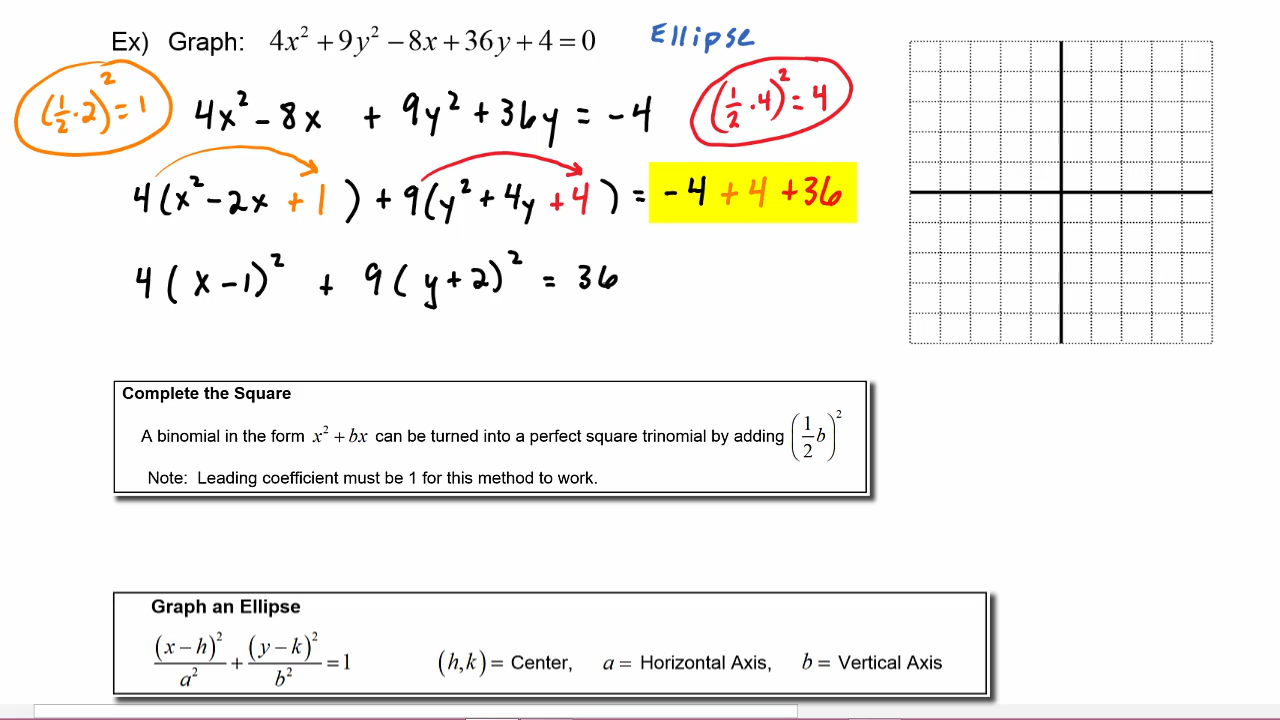 Ex) Graph: 4x² + 9y² − 8x + 36y + 4 = 0 Ellipse
(½·2)² = 1
4x² − 8x + 9y² + 36y = −4
(½·4)² = 4
4(x² − 2x + 1) + 9(y² + 4y + 4) = −4 + 4 + 36
4(x − 1)² + 9(y + 2)² = 36
Complete the Square
A binomial in the form x² + bx can be turned into a perfect square trinomial by adding (1/2 b)²
Note: Leading coefficient must be 1 for this method to work.
Graph an Ellipse
(x − h)²/a² + (y − k)²/b² = 1 (h,k) = Center, a = Horizontal Axis, b = Vertical Axis